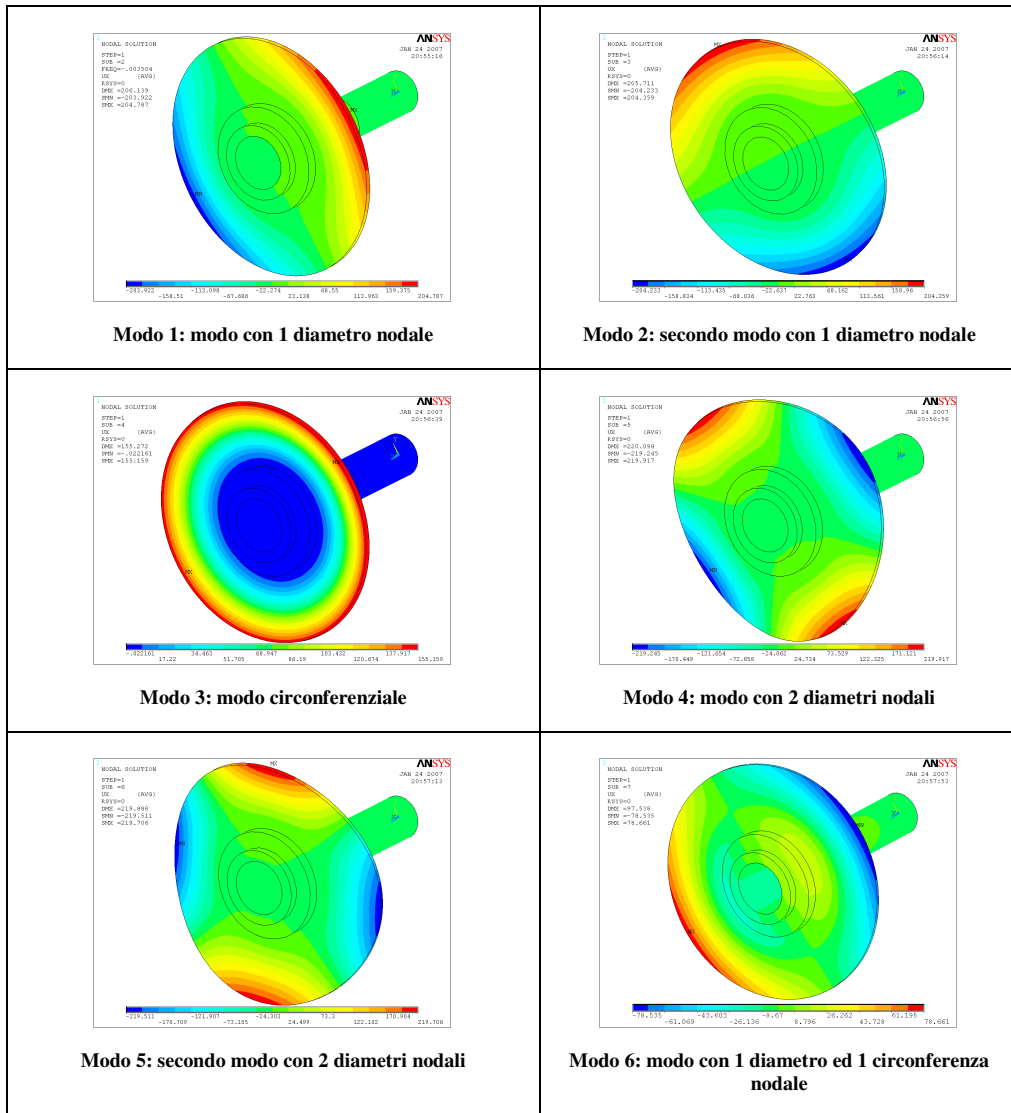 1
NODAL SOLUTION
ANSYS
JAN 24 2007
20:55:16
STEP=1
SUB =2
FREQ=-.003504
UX (AVG)
RSYS=0
DMX =206.139
SMN =-203.922
SMX =204.787
MX
MN
-203.922 -113.098 -22.274 68.55 159.375
-158.51 -67.686 23.138 113.963 204.787
Modo 1: modo con 1 diametro nodale
1
NODAL SOLUTION
ANSYS
JAN 24 2007
20:56:14
STEP=1
SUB =3
UX (AVG)
RSYS=0
DMX =205.711
SMN =-204.233
SMX =204.359
MX
-204.233 -113.435 -22.637 68.162 158.96
-158.834 -68.036 22.763 113.561 204.359
Modo 2: secondo modo con 1 diametro nodale
1
NODAL SOLUTION
ANSYS
JAN 24 2007
20:56:39
STEP=1
SUB =4
UX (AVG)
RSYS=0
DMX =155.272
SMN =-.022161
SMX =155.159
MX
-.022161 34.463 68.947 103.432 137.917
17.22 51.705 86.19 120.674 155.159
Modo 3: modo circonferenziale
1
NODAL SOLUTION
ANSYS
JAN 24 2007
20:56:56
STEP=1
SUB =5
UX (AVG)
RSYS=0
DMX =220.098
SMN =-219.245
SMX =219.917
MN
MX
-219.245 -121.654 -24.062 73.529 171.121
-170.449 -72.858 24.734 122.325 219.917
Modo 4: modo con 2 diametri nodali
1
NODAL SOLUTION
ANSYS
JAN 24 2007
20:57:13
STEP=1
SUB =6
UX (AVG)
RSYS=0
DMX =219.888
SMN =-219.511
SMX =219.706
MX
MN
-219.511 -121.907 -24.303 73.3 170.904
-170.709 -73.105 24.499 122.102 219.706
Modo 5: secondo modo con 2 diametri nodali
1
NODAL SOLUTION
ANSYS
JAN 24 2007
20:57:53
STEP=1
SUB =7
UX (AVG)
RSYS=0
DMX =97.538
SMN =-78.535
SMX =78.661
MN
MX
-78.535 -43.603 -8.67 26.262 61.195
-61.069 -26.136 8.796 43.728 78.661
Modo 6: modo con 1 diametro ed 1 circonferenza
nodale